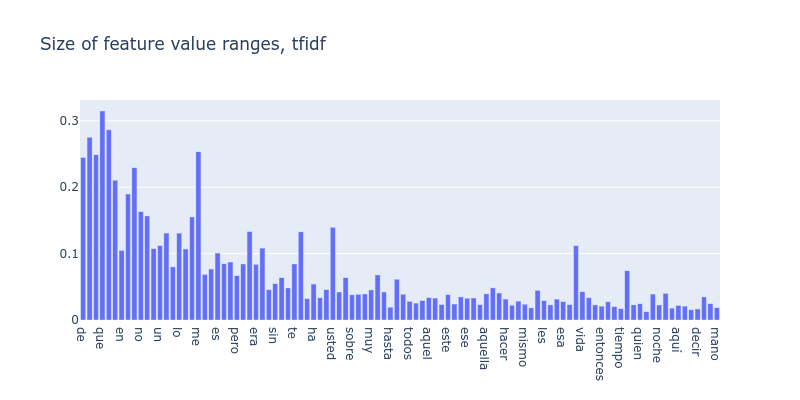 Size of feature value ranges, tfidf
0.3
0.2
0.1
0
de
que
en
no
un
lo
me
es
pero
era
sin
te
ha
usted
sobre
muy
hasta
todos
aquel
este
ese
aquella
hacer
mismo
les
esa
vida
entonces
tiempo
quien
noche
aquí
decir
mano